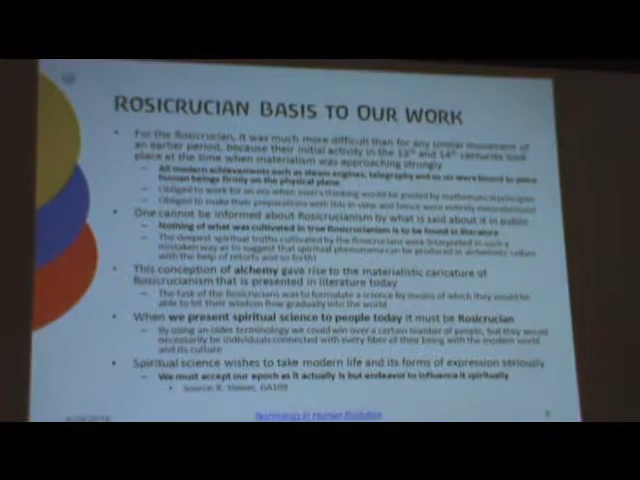 ROSICRUCIAN BASIS TO OUR WORK
• For the Rosicrucian, it was much more difficult than for any similar movement of
an earlier period, because their initial activity in the 13th and 14th centuries took
place at the time when materialism was approaching strongly
– All modern achievements such as steam engines, telegraphy and so on were bound to place
human beings firmly on the physical plane
– Obliged to work for an era when men's thinking would be guided by mathematical principles
– Obliged to make their preparations with this in view and hence were entirely misunderstood
• One cannot be informed about Rosicrucianism by what is said about it in public
– Nothing of what was cultivated in true Rosicrucianism is to be found in literature
– The deepest spiritual truths cultivated by the Rosicrucians were interpreted in such a
mistaken way as to suggest that spiritual phenomena can be produced in alchemists' cellars
with the help of retorts and so forth!
• This conception of alchemy gave rise to the materialistic caricature of
Rosicrucianism that is presented in literature today
– The task of the Rosicrucians was to formulate a science by means of which they would be
able to let their wisdom flow gradually into the world
• When we present spiritual science to people today it must be Rosicrucian
– By using an older terminology we could win over a certain number of people, but they would
necessarily be individuals connected with every fiber of their being with the modern world
and its culture
• Spiritual science wishes to take modern life and its forms of expression seriously
– We must accept our epoch as it actually is but endeavor to influence it spiritually
• Source: R. Steiner, GA109
Technology in Human Evolution